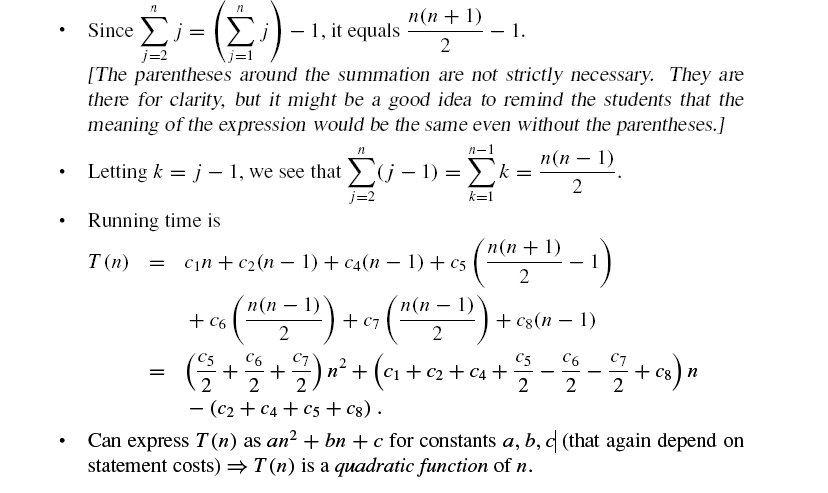 • Since $\sum_{j=2}^{n} j = \left( \sum_{j=1}^{n} j \right) - 1$, it equals $\frac{n(n+1)}{2} - 1$.
[The parentheses around the summation are not strictly necessary. They are
there for clarity, but it might be a good idea to remind the students that the
meaning of the expression would be the same even without the parentheses.]
• Letting $k = j - 1$, we see that $\sum_{j=2}^{n} (j - 1) = \sum_{k=1}^{n-1} k = \frac{n(n-1)}{2}$.
• Running time is
$T(n) = c_1 n + c_2(n - 1) + c_4(n - 1) + c_5 \left( \frac{n(n+1)}{2} - 1 \right)$
$+ c_6 \left( \frac{n(n-1)}{2} \right) + c_7 \left( \frac{n(n-1)}{2} \right) + c_8(n - 1)$
$= \left( \frac{c_5}{2} + \frac{c_6}{2} + \frac{c_7}{2} \right) n^2 + \left( c_1 + c_2 + c_4 + \frac{c_5}{2} - \frac{c_6}{2} - \frac{c_7}{2} + c_8 \right) n$
$- (c_2 + c_4 + c_5 + c_8)$ .
• Can express $T(n)$ as $an^2 + bn + c$ for constants $a, b, c$ (that again depend on
statement costs) ⇒ $T(n)$ is a quadratic function of $n$.